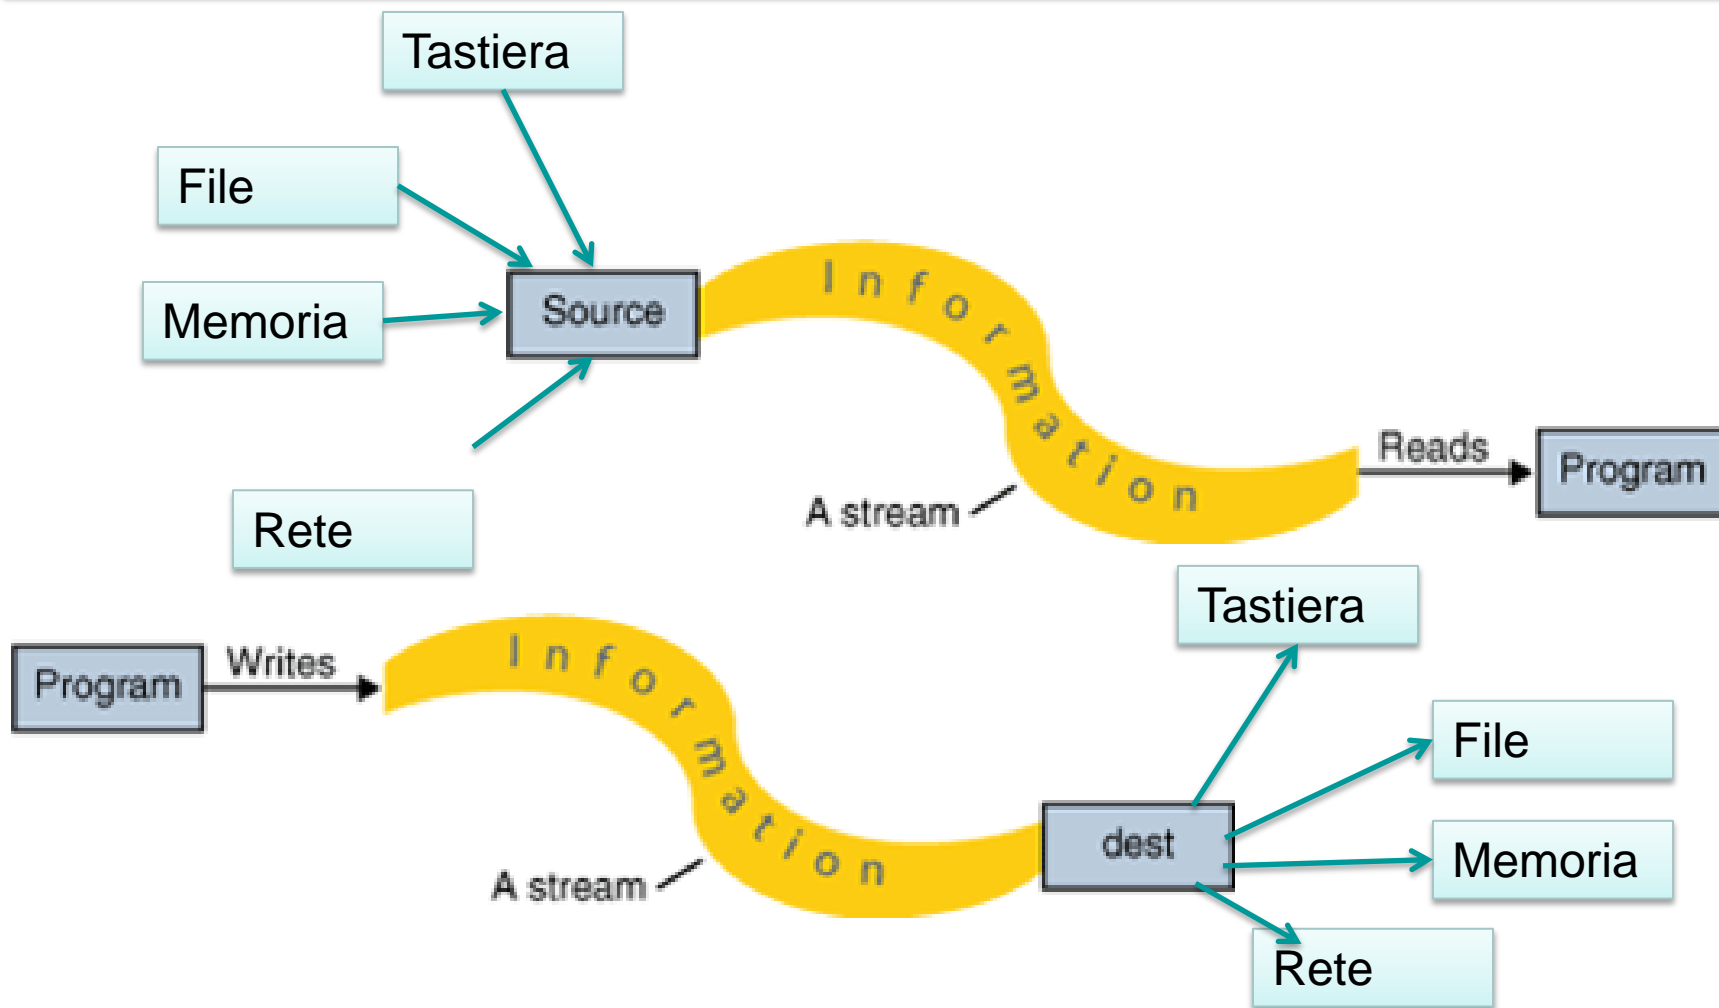 Tastiera
File
Memoria
Source
Information
Reads
Program
A stream
Rete
Tastiera
Program
Writes
Information
File
dest
Memoria
A stream
Rete